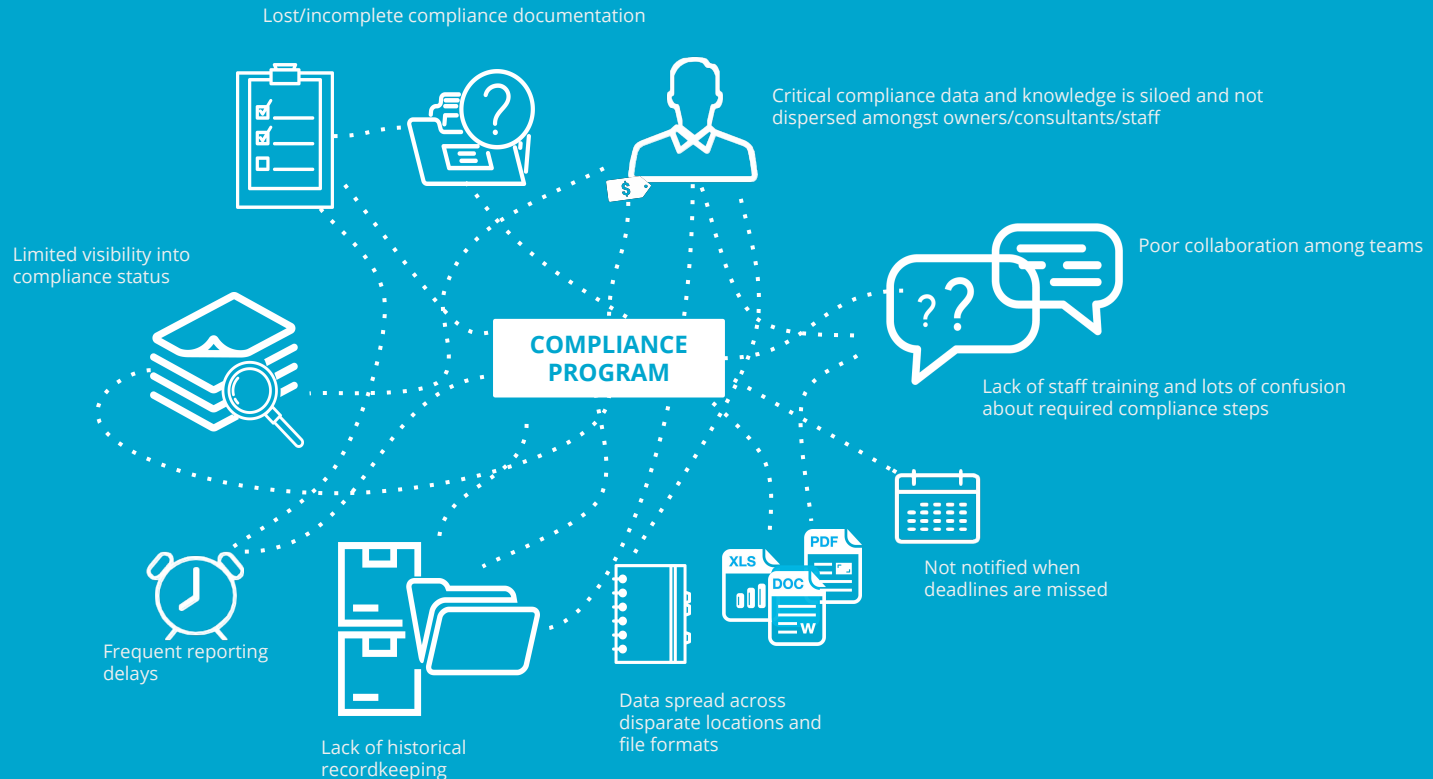 Lost/incomplete compliance documentation
Critical compliance data and knowledge is siloed and not
dispersed amongst owners/consultants/staff
?
$
Limited visibility into
compliance status
Poor collaboration among teams
? ?
COMPLIANCE
PROGRAM
Lack of staff training and lots of confusion
about required compliance steps
Not notified when
deadlines are missed
PDF
XLS
DOC
W
Frequent reporting
delays
Data spread across
disparate locations and
file formats
Lack of historical
recordkeeping